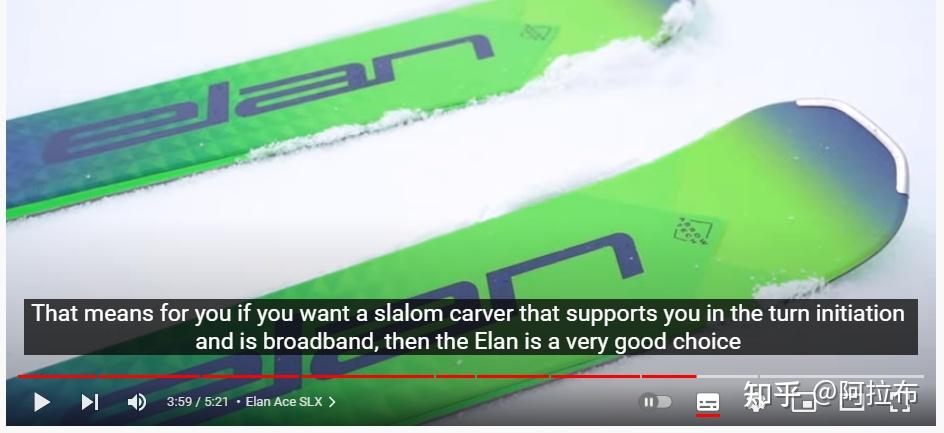 elan
elan
elan
That means for you if you want a slalom carver that supports you in the turn initiation
and is broadband, then the Elan is a very good choice
3:59 / 5:21 • Elan Ace SLX >
知乎 @阿拉布